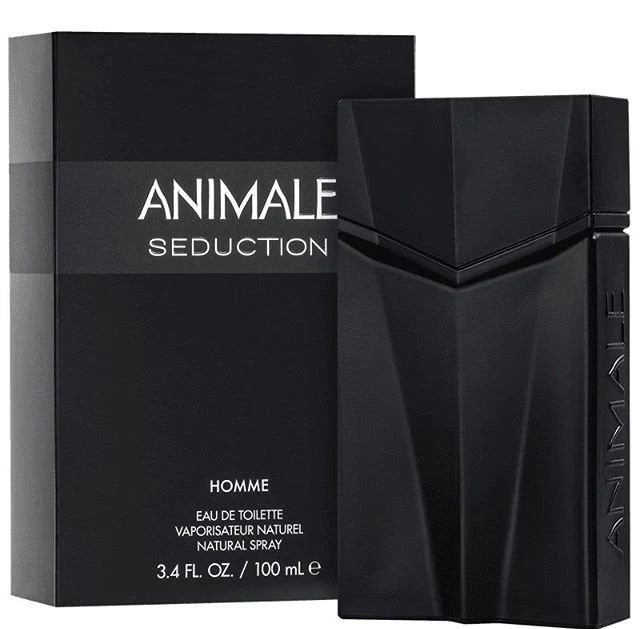 ANIMALE
SEDUCTION
HOMME
EAU DE TOILETTE
VAPORISATEUR NATUREL
NATURAL SPRAY
3.4 FL. OZ. / 100 mL ℮
ANIMALE